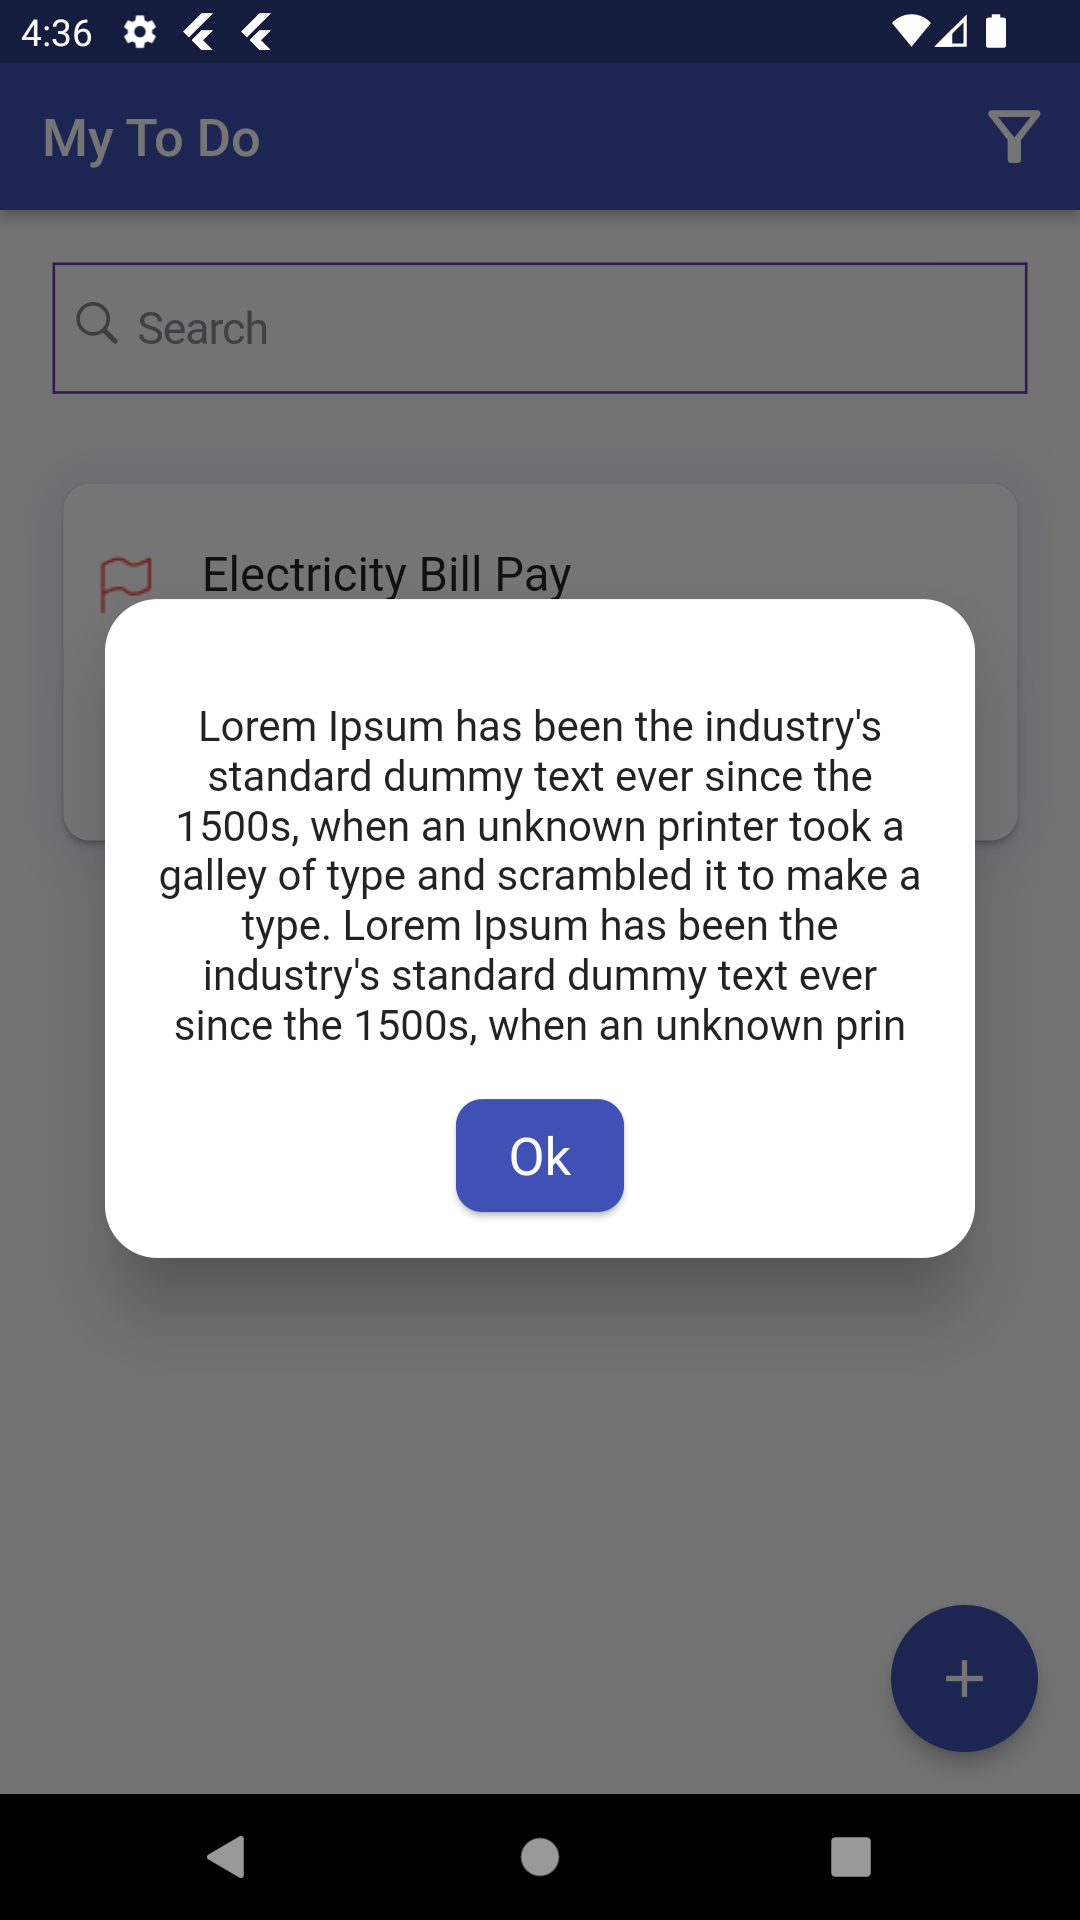 4:36
My To Do
Search
Electricity Bill Pay
Lorem Ipsum has been the industry's
standard dummy text ever since the
1500s, when an unknown printer took a
galley of type and scrambled it to make a
type. Lorem Ipsum has been the
industry's standard dummy text ever
since the 1500s, when an unknown prin
Ok